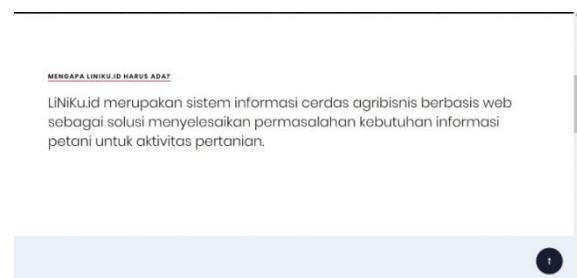 MENGAPA LINIKU.ID HARUS ADA?
LiNiKu.id merupakan sistem informasi cerdas agribisnis berbasis web
sebagai solusi menyelesaikan permasalahan kebutuhan informasi
petani untuk aktivitas pertanian.